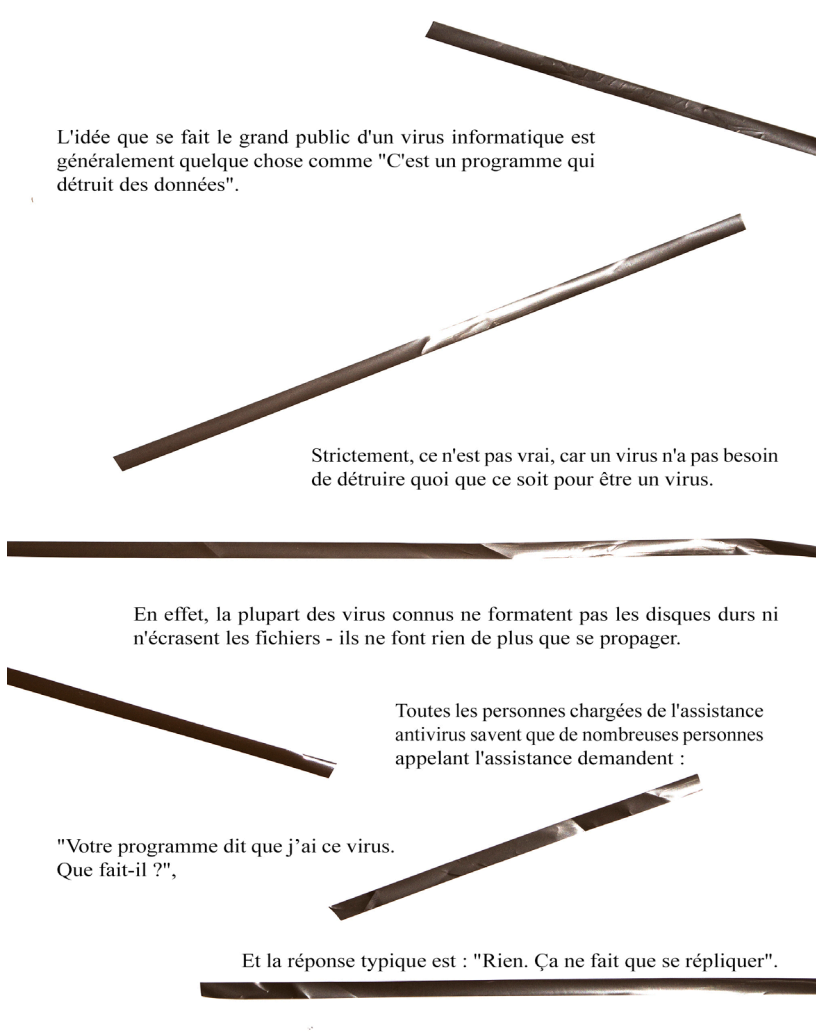 L'idée que se fait le grand public d'un virus informatique est
généralement quelque chose comme "C'est un programme qui
détruit des données".
Strictement, ce n'est pas vrai, car un virus n'a pas besoin
de détruire quoi que ce soit pour être un virus.
En effet, la plupart des virus connus ne formatent pas les disques durs ni
n'écrasent les fichiers - ils ne font rien de plus que se propager.
Toutes les personnes chargées de l'assistance
antivirus savent que de nombreuses personnes
appelant l'assistance demandent :
"Votre programme dit que j’ai ce virus.
Que fait-il ?",
Et la réponse typique est : "Rien. Ça ne fait que se répliquer".